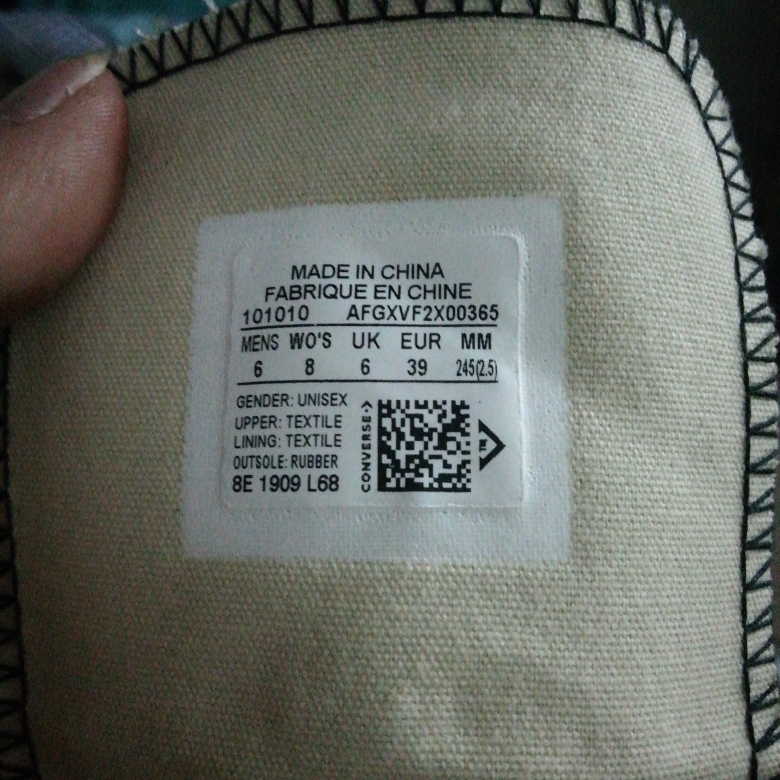 MADE IN CHINA
FABRIQUE EN CHINE
101010 AFGXVF2X00365
MENS WO'S UK EUR MM
6 8 6 39 245(2.5)
GENDER: UNISEX
UPPER: TEXTILE
LINING: TEXTILE
OUTSOLE: RUBBER
8E 1909 L68
CONVERSE
TM